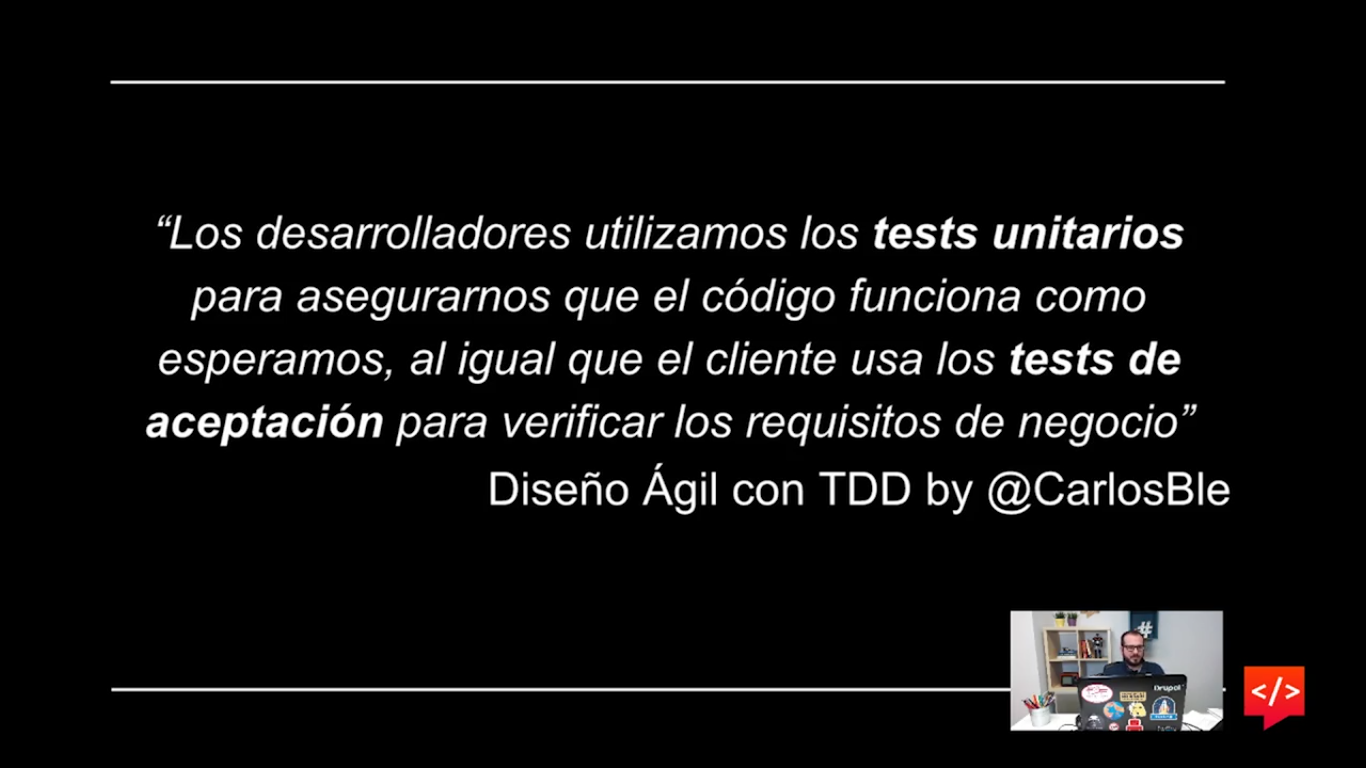 “Los desarrolladores utilizamos los tests unitarios
para asegurarnos que el código funciona como
esperamos, al igual que el cliente usa los tests de
aceptación para verificar los requisitos de negocio”
Diseño Ágil con TDD by @CarlosBle
#
Drupal
</>